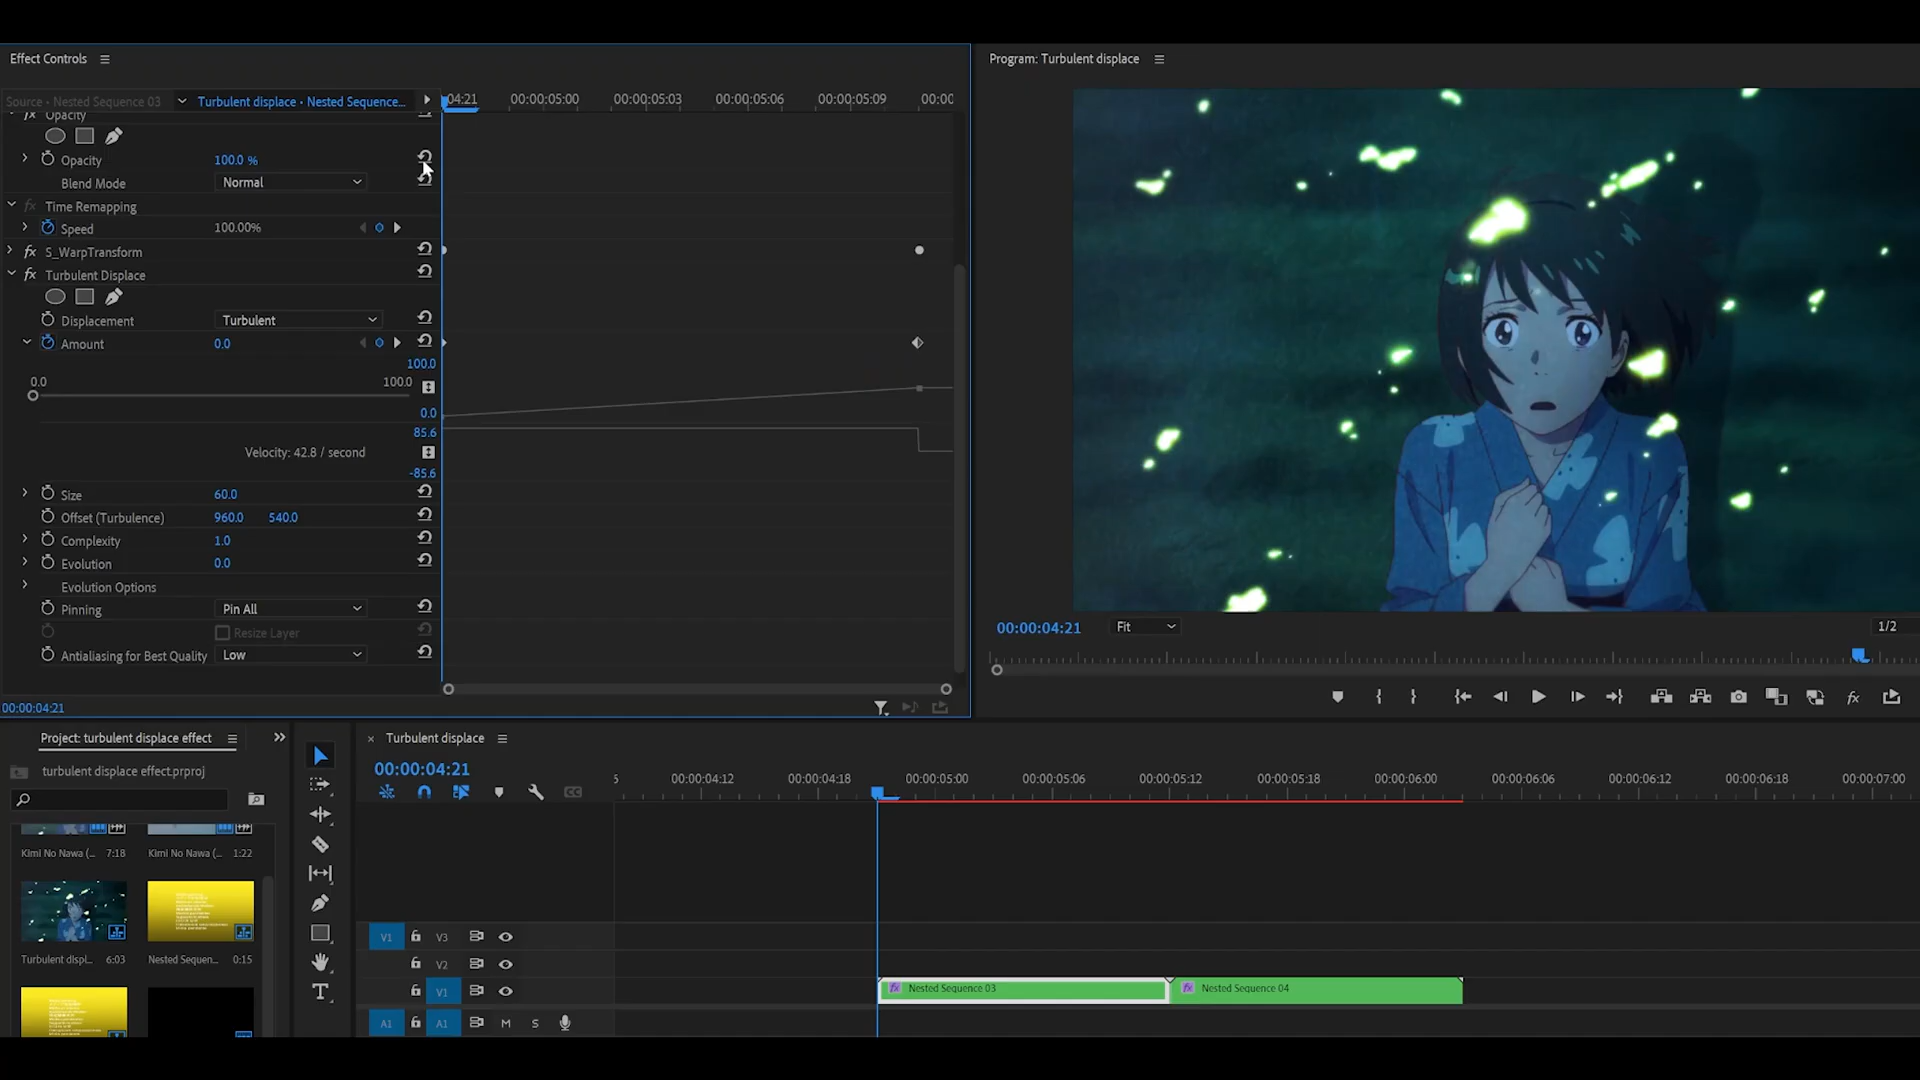 Effect Controls
Source • Nested Sequence 03
Turbulent displace • Nested Sequence...
04:21
00:00:05:00
00:00:05:03
00:00:05:06
00:00:05:09
00:00
Opacity
Opacity
100.0 %
Blend Mode
Normal
Time Remapping
Speed
100.00%
fx S_WarpTransform
fx Turbulent Displace
Displacement
Turbulent
Amount
0.0
100.0
0.0
100.0
0.0
85.6
Velocity: 42.8 / second
-85.6
Size
60.0
Offset (Turbulence)
960.0 540.0
Complexity
1.0
Evolution
0.0
Evolution Options
Pinning
Pin All
Resize Layer
Antialiasing for Best Quality
Low
00:00:04:21
Program: Turbulent displace
00:00:04:21
Fit
1/2
fx
Project: turbulent displace effect
turbulent displace effect.prproj
Kimi No Nawa (... 7:18
Kimi No Nawa (... 1:22
Turbulent displ... 6:03
Nested Sequen... 0:15
T
× Turbulent displace
00:00:04:21
6
00:00:04:12
00:00:04:18
00:00:05:00
00:00:05:06
00:00:05:12
00:00:05:18
00:00:06:00
00:00:06:06
00:00:06:12
00:00:06:18
00:00:07:00
V1 V3
V2
V1
fx Nested Sequence 03
fx Nested Sequence 04
A1 A1 M S